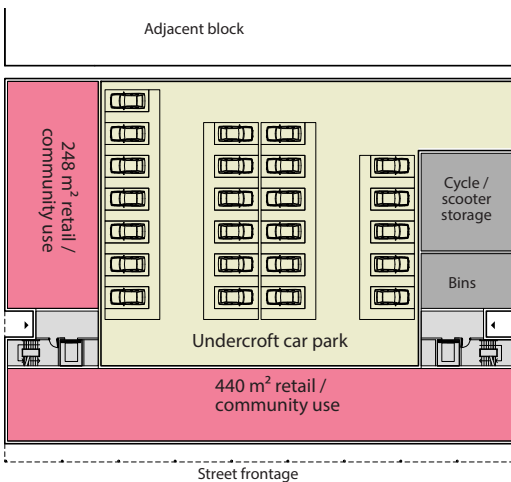 Adjacent block
248 m² retail /
community use
Cycle /
scooter
storage
Bins
Undercroft car park
440 m² retail /
community use
Street frontage